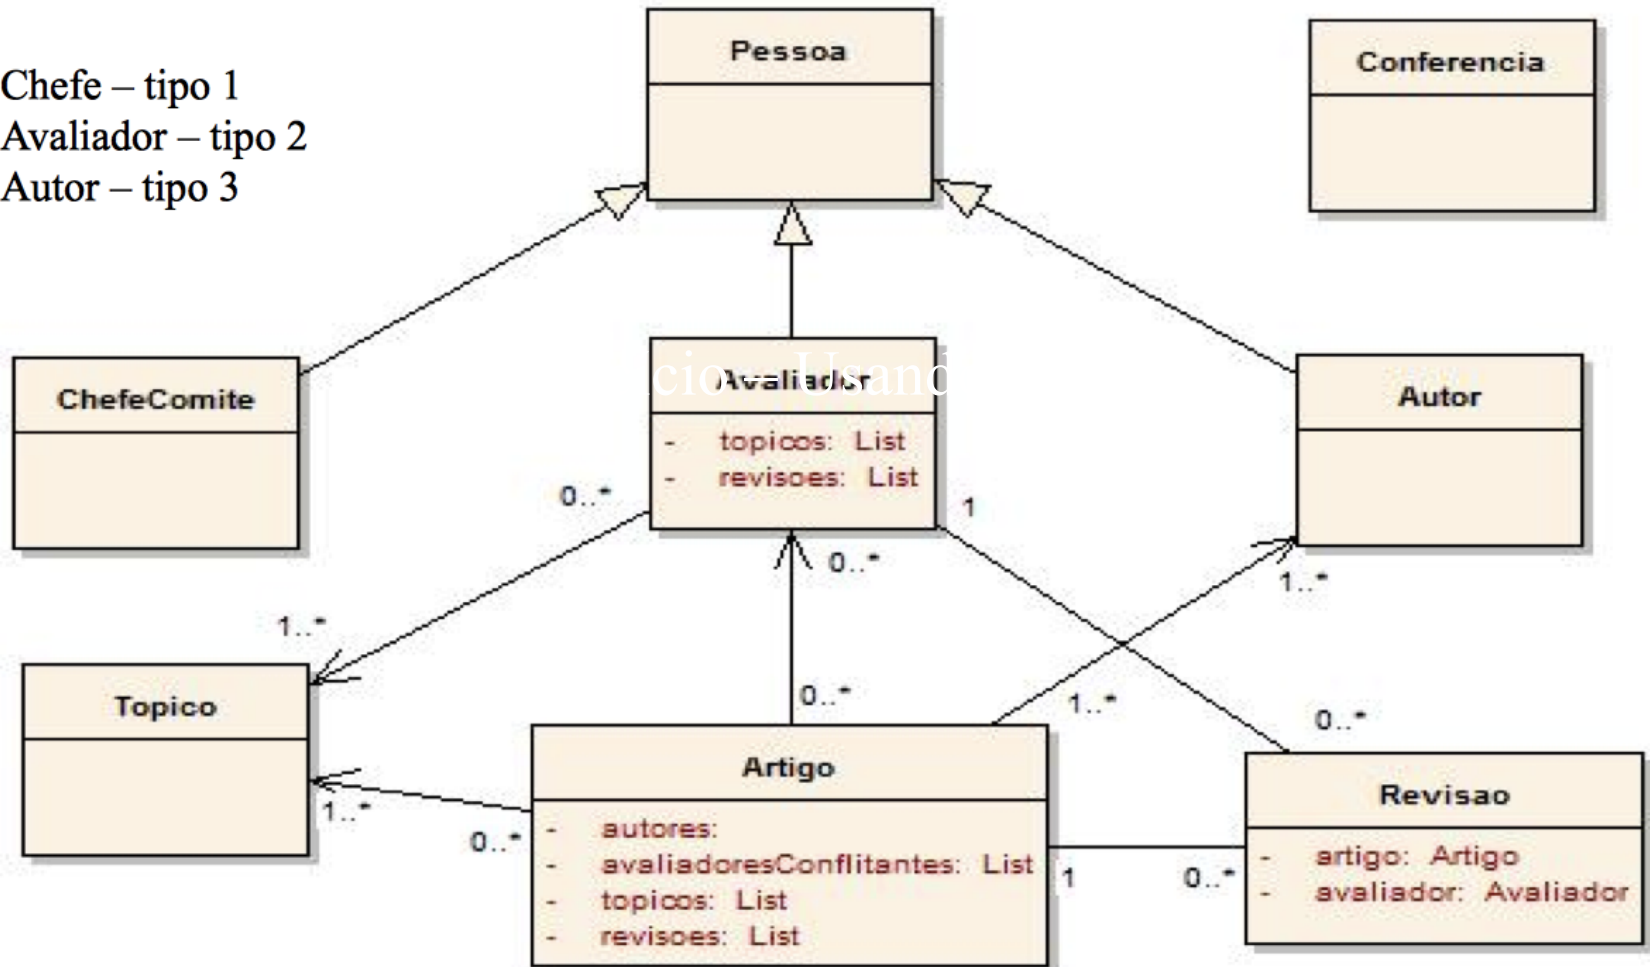 Pessoa
Conferencia
Chefe – tipo 1
Avaliador – tipo 2
Autor – tipo 3
cio – Usand
ChefeComite
Avaliador
- topicos: List
- revisoes: List
Autor
0..*
1
0..*
1..*
1..*
Topico
0..*
1..*
0..*
Artigo
- autores:
- avaliadoresConflitantes: List
- topicos: List
- revisoes: List
1..*
0..*
1
0..*
Revisao
- artigo: Artigo
- avaliador: Avaliador